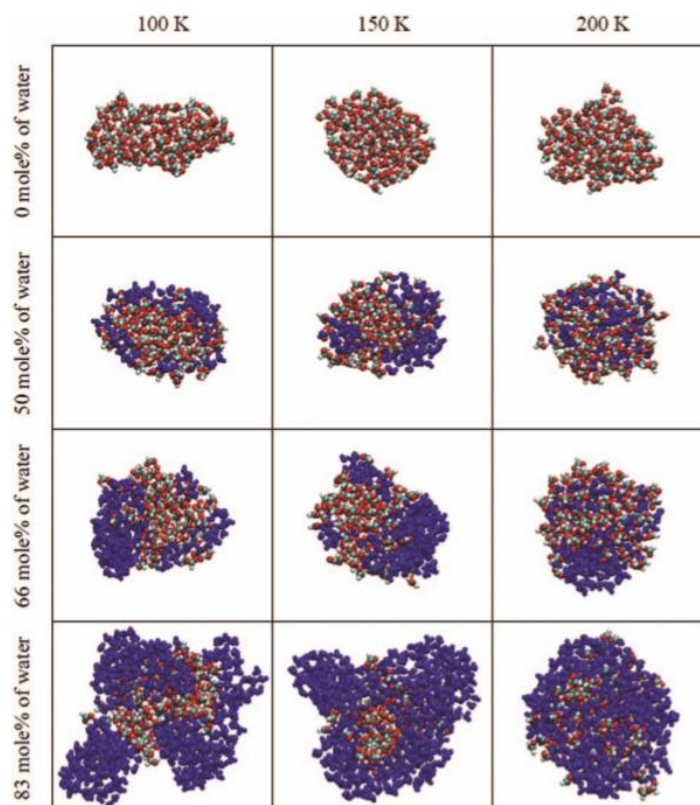 100 K
150 K
200 K
0 mole% of water
50 mole% of water
66 mole% of water
83 mole% of water